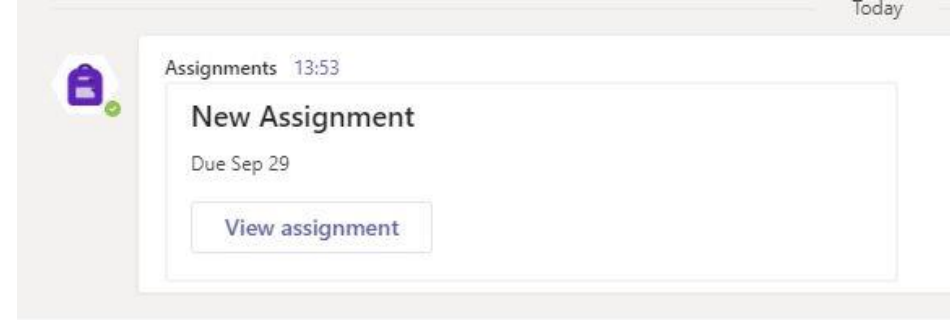 Today
Assignments 13:53
New Assignment
Due Sep 29
View assignment